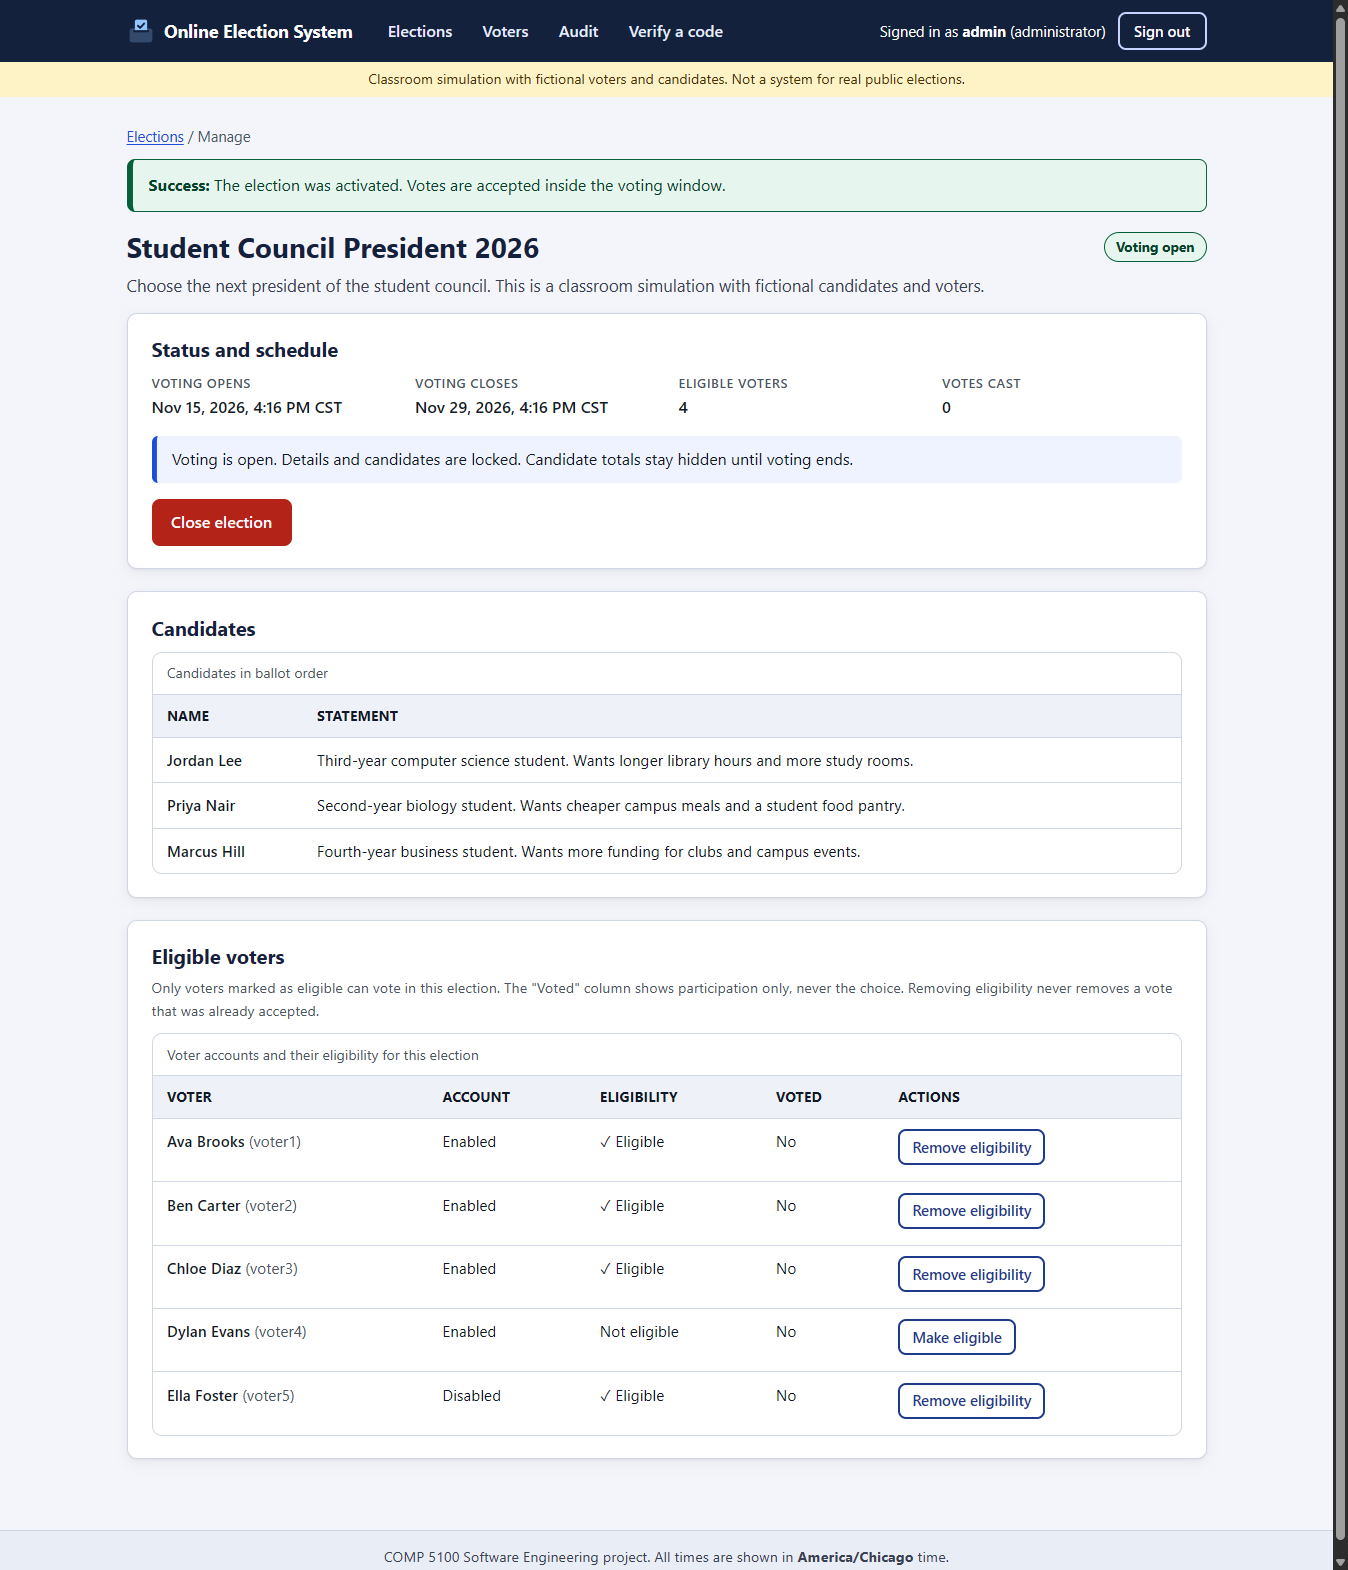 Online Election System Elections Voters Audit Verify a code Signed in as admin (administrator) Sign out
Classroom simulation with fictional voters and candidates. Not a system for real public elections.
Elections / Manage
Success: The election was activated. Votes are accepted inside the voting window.
Student Council President 2026 Voting open
Choose the next president of the student council. This is a classroom simulation with fictional candidates and voters.
Status and schedule
VOTING OPENS VOTING CLOSES ELIGIBLE VOTERS VOTES CAST
Nov 15, 2026, 4:16 PM CST Nov 29, 2026, 4:16 PM CST 4 0
Voting is open. Details and candidates are locked. Candidate totals stay hidden until voting ends.
Close election
Candidates
Candidates in ballot order
NAME STATEMENT
Jordan Lee Third-year computer science student. Wants longer library hours and more study rooms.
Priya Nair Second-year biology student. Wants cheaper campus meals and a student food pantry.
Marcus Hill Fourth-year business student. Wants more funding for clubs and campus events.
Eligible voters
Only voters marked as eligible can vote in this election. The "Voted" column shows participation only, never the choice. Removing eligibility never removes a vote
that was already accepted.
Voter accounts and their eligibility for this election
VOTER ACCOUNT ELIGIBILITY VOTED ACTIONS
Ava Brooks (voter1) Enabled ✓ Eligible No Remove eligibility
Ben Carter (voter2) Enabled ✓ Eligible No Remove eligibility
Chloe Diaz (voter3) Enabled ✓ Eligible No Remove eligibility
Dylan Evans (voter4) Enabled Not eligible No Make eligible
Ella Foster (voter5) Disabled ✓ Eligible No Remove eligibility
COMP 5100 Software Engineering project. All times are shown in America/Chicago time.